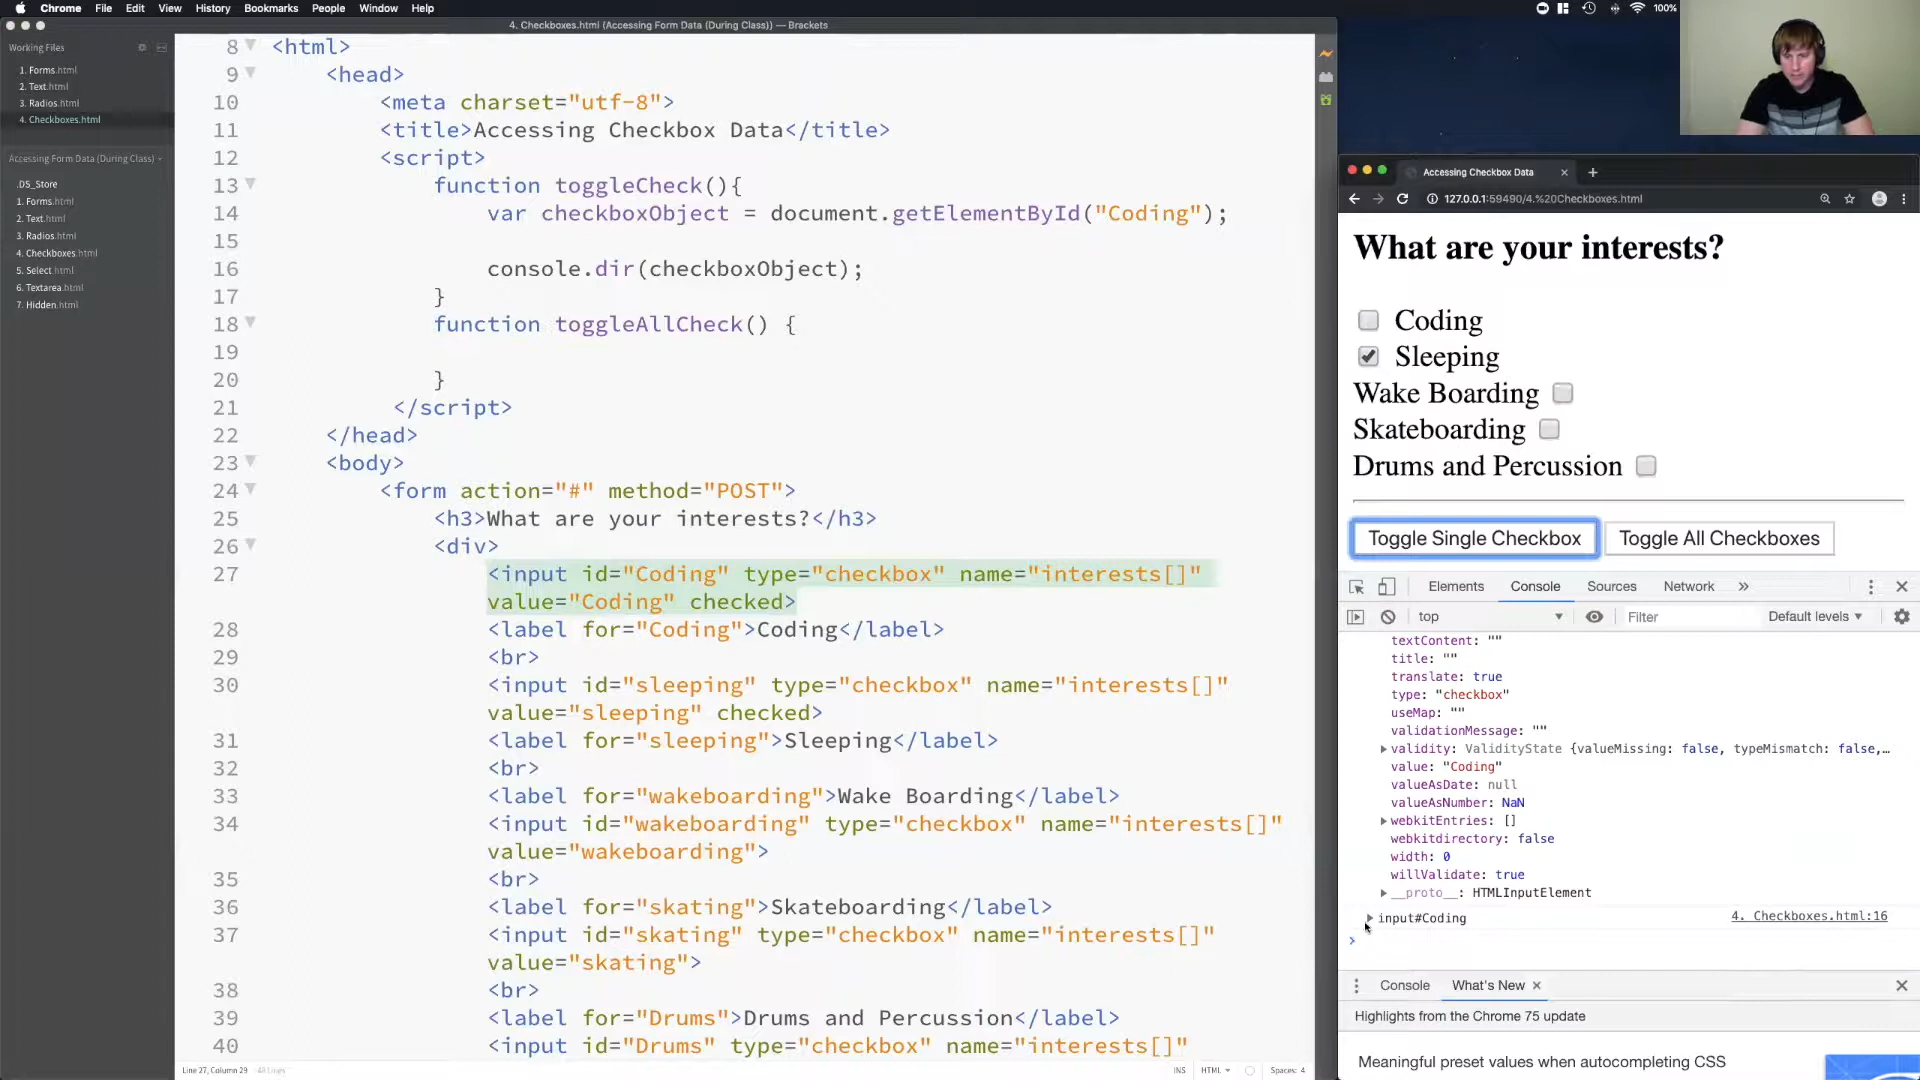 Chrome File Edit View History Bookmarks People Window Help
100%
4. Checkboxes.html (Accessing Form Data (During Class)) — Brackets
Working Files
1. Forms.html
2. Text.html
3. Radios.html
4. Checkboxes.html
Accessing Form Data (During Class)
.DS_Store
1. Forms.html
2. Text.html
3. Radios.html
4. Checkboxes.html
5. Select.html
6. Textarea.html
7. Hidden.html
8 <html>
9 <head>
10 <meta charset="utf-8">
11 <title>Accessing Checkbox Data</title>
12 <script>
13 function toggleCheck(){
14 var checkboxObject = document.getElementById("Coding");
15
16 console.dir(checkboxObject);
17 }
18 function toggleAllCheck() {
19
20 }
21 </script>
22 </head>
23 <body>
24 <form action="#" method="POST">
25 <h3>What are your interests?</h3>
26 <div>
27 <input id="Coding" type="checkbox" name="interests[]"
value="Coding" checked>
28 <label for="Coding">Coding</label>
29 <br>
30 <input id="sleeping" type="checkbox" name="interests[]"
value="sleeping" checked>
31 <label for="sleeping">Sleeping</label>
32 <br>
33 <label for="wakeboarding">Wake Boarding</label>
34 <input id="wakeboarding" type="checkbox" name="interests[]"
value="wakeboarding">
35 <br>
36 <label for="skating">Skateboarding</label>
37 <input id="skating" type="checkbox" name="interests[]"
value="skating">
38 <br>
39 <label for="Drums">Drums and Percussion</label>
40 <input id="Drums" type="checkbox" name="interests[]"
Line 27, Column 29 - 48 Lines
INS HTML Spaces: 4
Accessing Checkbox Data
127.0.0.1:59490/4.%20Checkboxes.html
What are your interests?
Coding
Sleeping
Wake Boarding
Skateboarding
Drums and Percussion
Toggle Single Checkbox Toggle All Checkboxes
Elements Console Sources Network »
top Filter Default levels
textContent: ""
title: ""
translate: true
type: "checkbox"
useMap: ""
validationMessage: ""
validity: ValidityState {valueMissing: false, typeMismatch: false,…
value: "Coding"
valueAsDate: null
valueAsNumber: NaN
webkitEntries: []
webkitdirectory: false
width: 0
willValidate: true
__proto__: HTMLInputElement
input#Coding 4. Checkboxes.html:16
Console What's New
Highlights from the Chrome 75 update
Meaningful preset values when autocompleting CSS